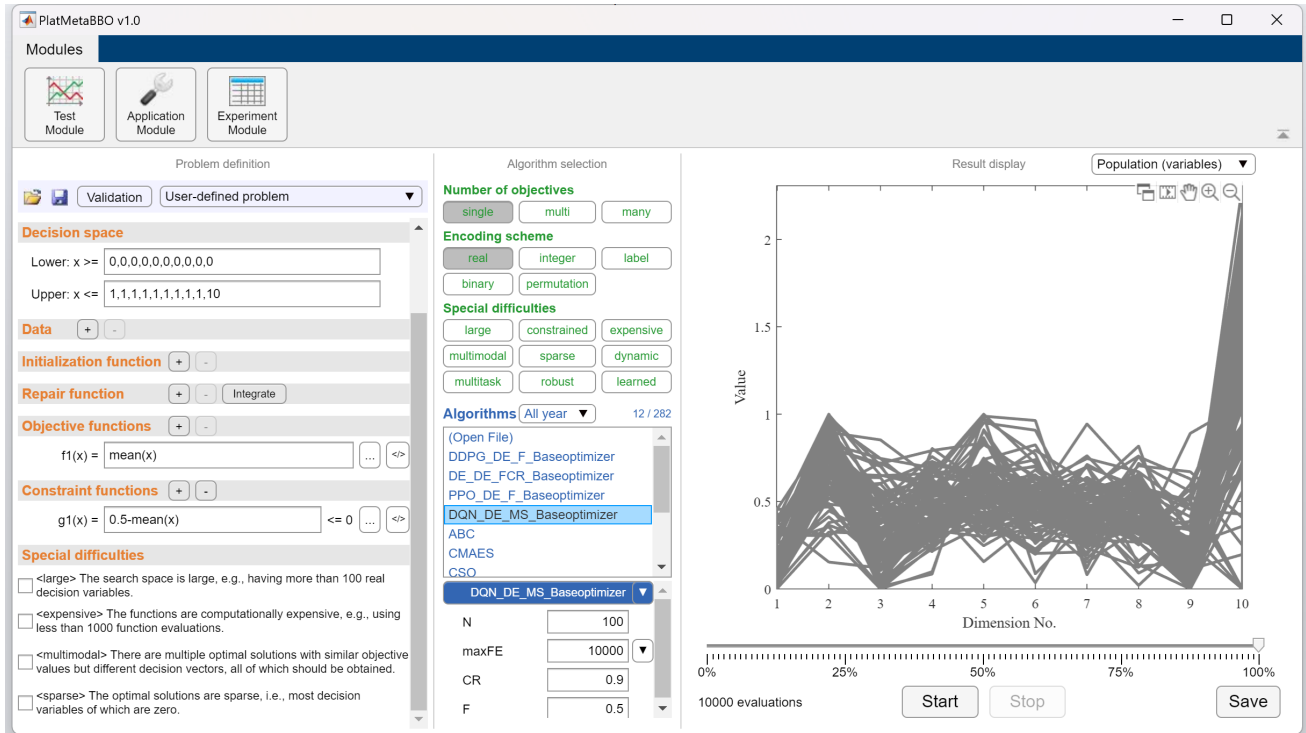 PlatMetaBBO v1.0
Modules
Test Module
Application Module
Experiment Module
Problem definition
Validation
User-defined problem
Decision space
Lower: x >= 0,0,0,0,0,0,0,0,0,0
Upper: x <= 1,1,1,1,1,1,1,1,1,10
Data + -
Initialization function + -
Repair function + - Integrate
Objective functions + -
f1(x) = mean(x) ... </>
Constraint functions + -
g1(x) = 0.5-mean(x) <= 0 ... </>
Special difficulties
<large> The search space is large, e.g., having more than 100 real
decision variables.
<expensive> The functions are computationally expensive, e.g., using
less than 1000 function evaluations.
<multimodal> There are multiple optimal solutions with similar objective
values but different decision vectors, all of which should be obtained.
<sparse> The optimal solutions are sparse, i.e., most decision
variables of which are zero.
Algorithm selection
Number of objectives
single multi many
Encoding scheme
real integer label
binary permutation
Special difficulties
large constrained expensive
multimodal sparse dynamic
multitask robust learned
Algorithms All year 12 / 282
(Open File)
DDPG_DE_F_Baseoptimizer
DE_DE_FCR_Baseoptimizer
PPO_DE_F_Baseoptimizer
DQN_DE_MS_Baseoptimizer
ABC
CMAES
CSO
DQN_DE_MS_Baseoptimizer
N 100
maxFE 10000
CR 0.9
F 0.5
Result display
Population (variables)
Value
2
1.5
1
0.5
0
1 2 3 4 5 6 7 8 9 10
Dimension No.
0% 25% 50% 75% 100%
10000 evaluations
Start Stop Save